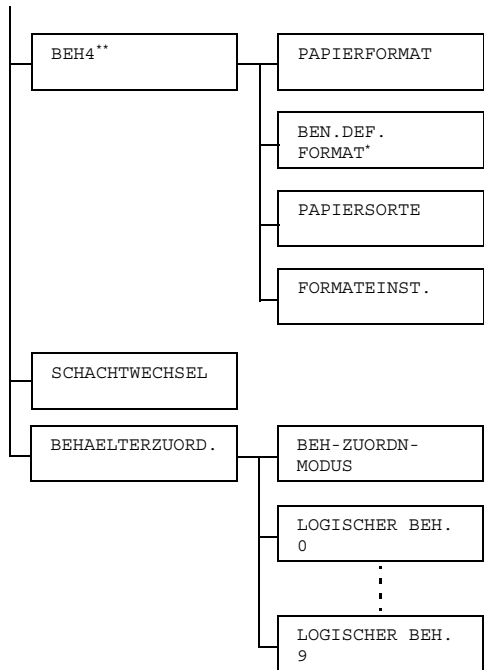 BEH4**
PAPIERFORMAT
BEN.DEF.
FORMAT*
PAPIERSORTE
FORMATEINST.
SCHACHTWECHSEL
BEHAELTERZUORD.
BEH-ZUORDN-
MODUS
LOGISCHER BEH.
0
LOGISCHER BEH.
9